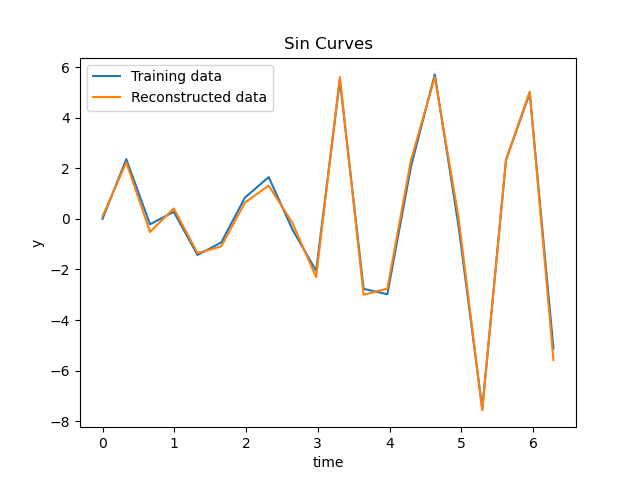 Sin Curves
Training data
Reconstructed data
6
4
2
0
−2
−4
−6
−8
y
0 1 2 3 4 5 6
time